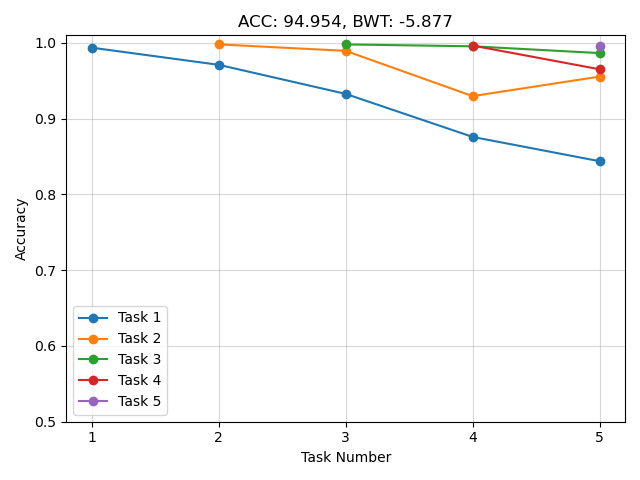 ACC: 94.954, BWT: -5.877
1.0
0.9
0.8
0.7
0.6
0.5
Accuracy
Task 1
Task 2
Task 3
Task 4
Task 5
1 2 3 4 5
Task Number